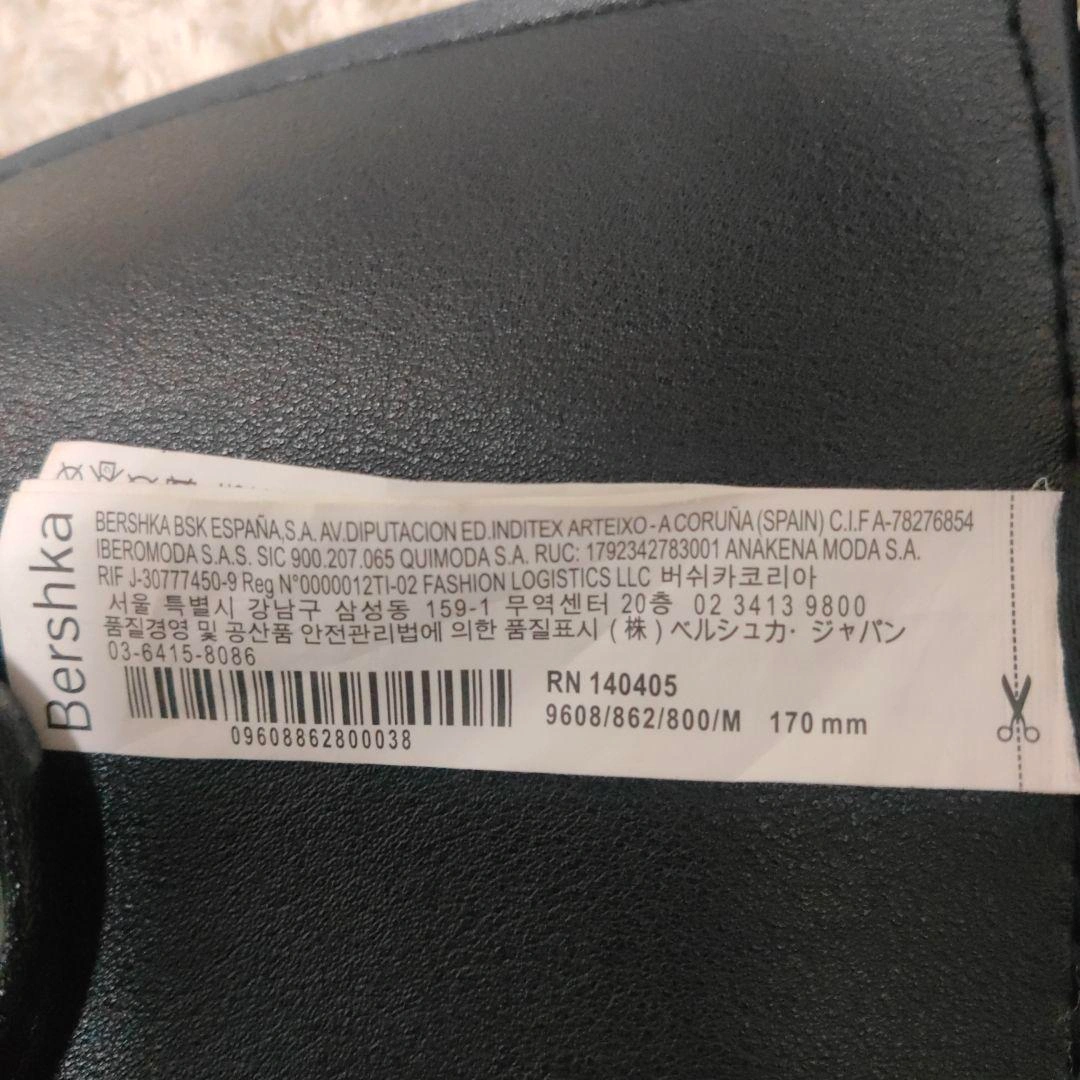 Bershka
BERSHKA BSK ESPAÑA,S.A. AV.DIPUTACION ED.INDITEX ARTEIXO - A CORUÑA (SPAIN) C.I.F A-78276854
IBEROMODA S.A.S. SIC 900.207.065 QUIMODA S.A. RUC: 1792342783001 ANAKENA MODA S.A.
RIF J-30777450-9 Reg N°0000012TI-02 FASHION LOGISTICS LLC 버쉬카코리아
서울 특별시 강남구 삼성동 159-1 무역센터 20층 02 3413 9800
품질경영 및 공산품 안전관리법에 의한 품질표시 (株) ベルシュカ· ジャパン
03-6415-8086
09608862800038
RN 140405
9608/862/800/M 170 mm